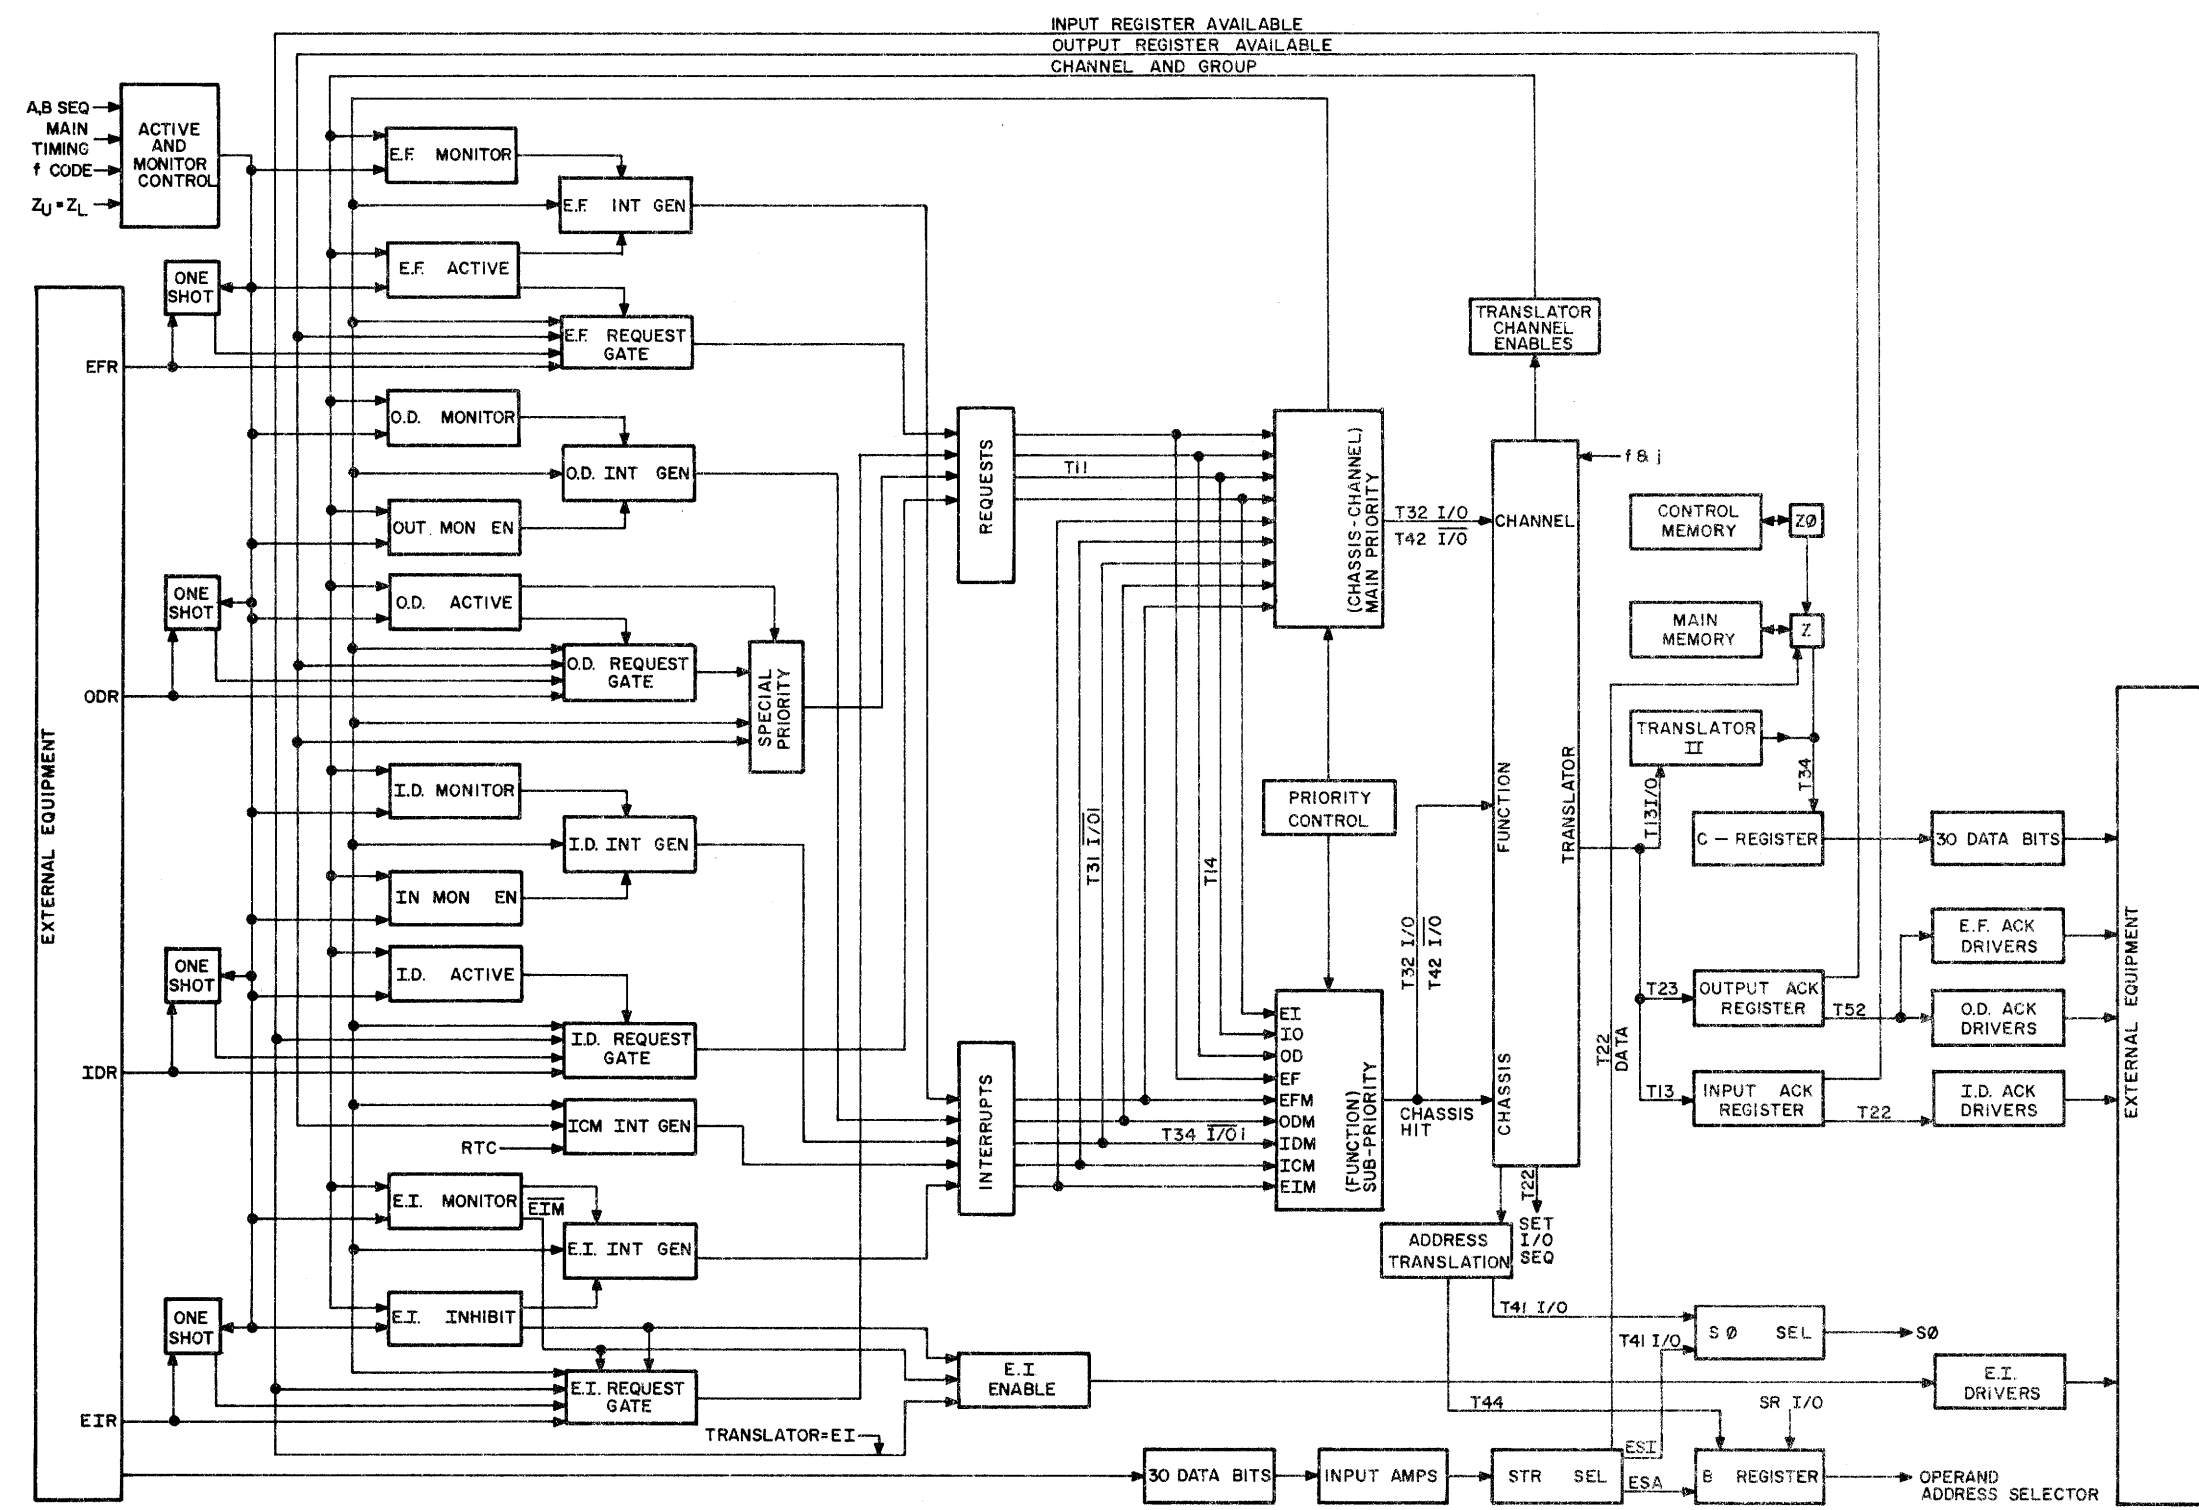 INPUT REGISTER AVAILABLE
OUTPUT REGISTER AVAILABLE
CHANNEL AND GROUP
A,B SEQ
MAIN
TIMING
f CODE
ZU=ZL
ACTIVE
AND
MONITOR
CONTROL
E.F. MONITOR
E.F. INT GEN
E.F. ACTIVE
ONE
SHOT
E.F. REQUEST
GATE
EFR
O.D. MONITOR
O.D. INT GEN
OUT MON EN
O.D. ACTIVE
ONE
SHOT
O.D. REQUEST
GATE
ODR
SPECIAL
PRIORITY
EXTERNAL EQUIPMENT
I.D. MONITOR
I.D. INT GEN
IN MON EN
I.D. ACTIVE
ONE
SHOT
I.D. REQUEST
GATE
IDR
ICM INT GEN
RTC
E.I. MONITOR
EIM
E.I. INT GEN
E.I. INHIBIT
ONE
SHOT
E.I. REQUEST
GATE
EIR
TRANSLATOR=EI
REQUESTS
T11
INTERRUPTS
T31 I/O1
T14
T34 I/O1
E.I
ENABLE
(CHASSIS-CHANNEL)
MAIN PRIORITY
T32 I/O
T42 I/O
PRIORITY
CONTROL
EI
IO
OD
EF
EFM
ODM
IDM
ICM
EIM
(FUNCTION)
SUB-PRIORITY
T32 I/O
T42 I/O
CHASSIS
HIT
TRANSLATOR
CHANNEL
ENABLES
f & j
CHANNEL
FUNCTION
CHASSIS
TRANSLATOR
T22
SET
I/O
SEQ
ADDRESS
TRANSLATION
CONTROL
MEMORY
ZØ
MAIN
MEMORY
Z
TRANSLATOR
II
T13I/O
T34
C - REGISTER
30 DATA BITS
E.F. ACK
DRIVERS
T22
DATA
T23
OUTPUT ACK
REGISTER
T52
O.D. ACK
DRIVERS
T13
INPUT ACK
REGISTER
T22
I.D. ACK
DRIVERS
EXTERNAL EQUIPMENT
T41 I/O
T41 I/O
SØ SEL
SØ
E.I.
DRIVERS
T44
SR I/O
30 DATA BITS
INPUT AMPS
STR SEL
ESI
ESA
B REGISTER
OPERAND
ADDRESS SELECTOR